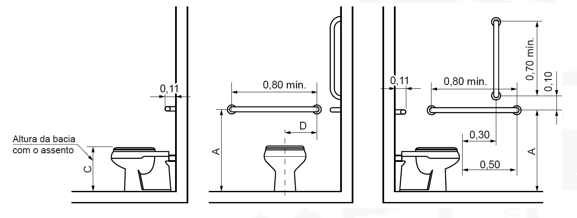 0,11
Altura da bacia
com o assento
C
0,80 mín.
D
A
0,11
0,80 mín.
0,70 mín.
0,10
0,30
0,50
A